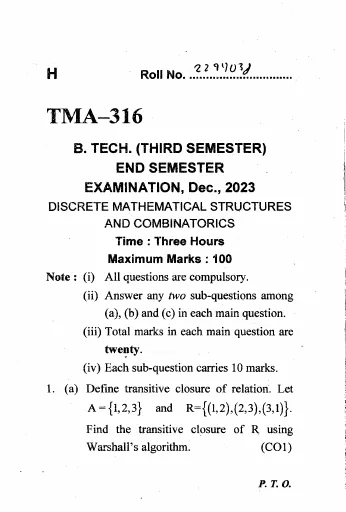 H Roll No. ..............................
TMA–316
B. TECH. (THIRD SEMESTER)
END SEMESTER
EXAMINATION, Dec., 2023
DISCRETE MATHEMATICAL STRUCTURES
AND COMBINATORICS
Time : Three Hours
Maximum Marks : 100
Note : (i) All questions are compulsory.
(ii) Answer any two sub-questions among
(a), (b) and (c) in each main question.
(iii) Total marks in each main question are
twenty.
(iv) Each sub-question carries 10 marks.
1. (a) Define transitive closure of relation. Let
A = {1,2,3} and R={(1,2),(2,3),(3,1)}.
Find the transitive closure of R using
Warshall's algorithm. (CO1)
P. T. O.